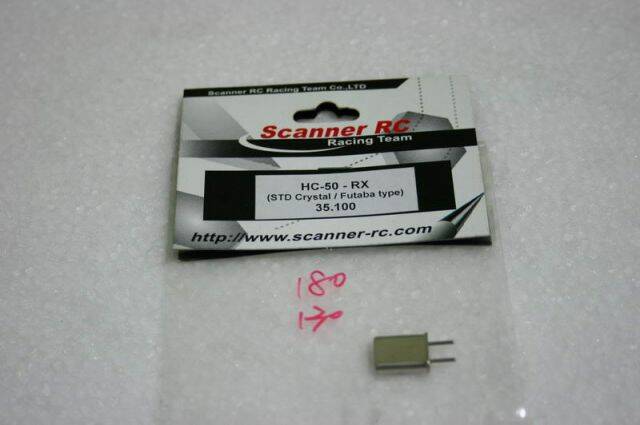 Scanner RC Racing Team Co.,LTD
Scanner RC
Racing Team
HC-50 - RX
(STD Crystal / Futaba type)
35.100
http://www.scanner-rc.com
180
130